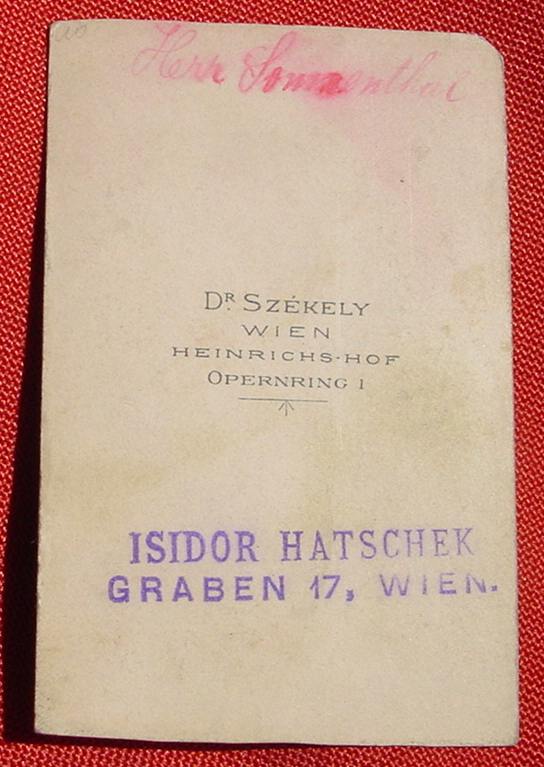 Herr Sonnenthal
Dr. SZÉKELY
WIEN
HEINRICHS-HOF
OPERNRING 1
ISIDOR HATSCHEK
GRABEN 17, WIEN.